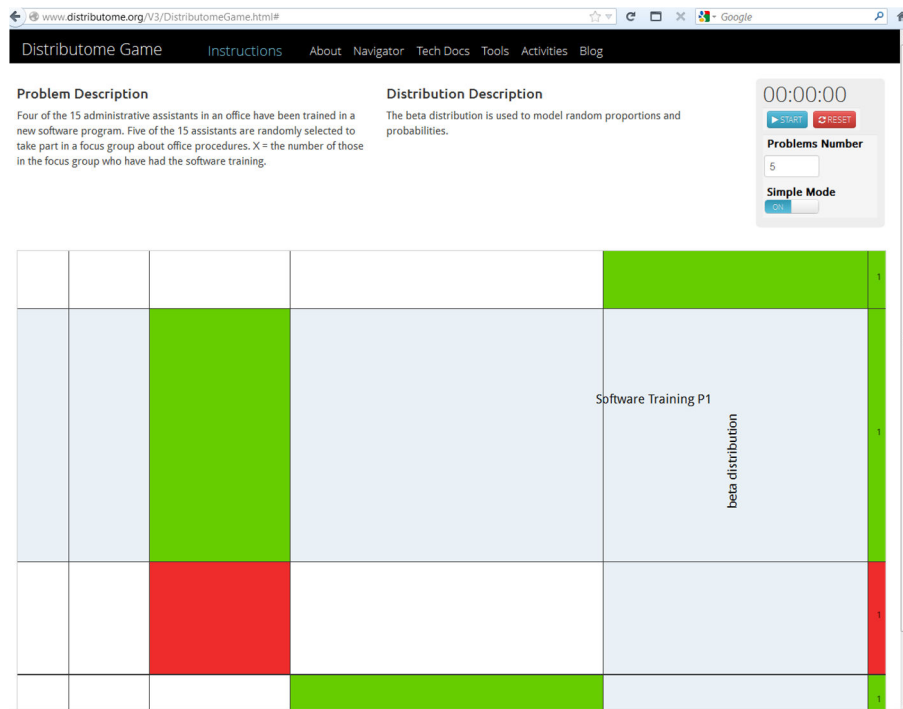 www.distributome.org/V3/DistributomeGame.html#
Google
Distributome Game Instructions About Navigator Tech Docs Tools Activities Blog
Problem Description
Four of the 15 administrative assistants in an office have been trained in a
new software program. Five of the 15 assistants are randomly selected to
take part in a focus group about office procedures. X = the number of those
in the focus group who have had the software training.
Distribution Description
The beta distribution is used to model random proportions and
probabilities.
00:00:00
START RESET
Problems Number
5
Simple Mode
ON
1
Software Training P1
beta distribution
1
1
1